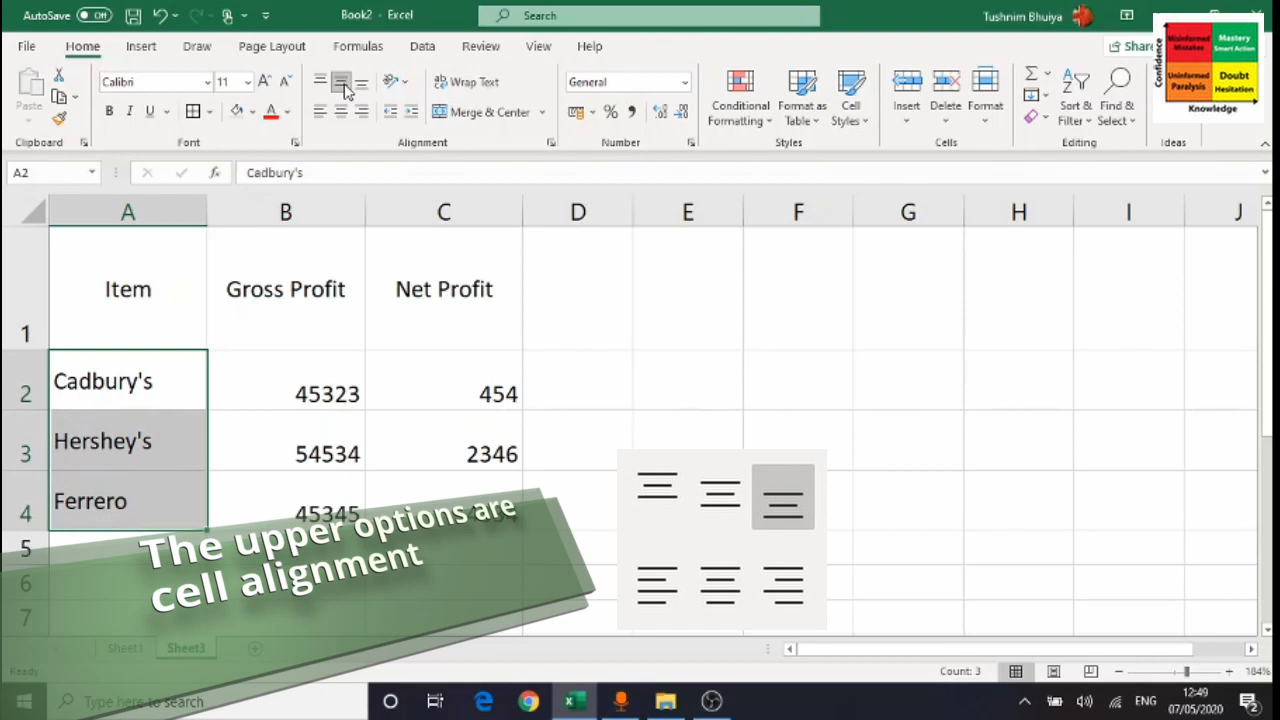 AutoSave Off Book2 - Excel Search Tushnim Bhuiya
File Home Insert Draw Page Layout Formulas Data Review View Help Share
Misinformed Mistakes Mastery Smart Action
Uninformed Paralysis Doubt Hesitation
Confidence
Knowledge
Paste Calibri 11 Wrap Text General
B I U Merge & Center % Conditional Formatting Format as Table Cell Styles Insert Delete Format Sort & Filter Find & Select
Clipboard Font Alignment Number Styles Cells Editing Ideas
A2 fx Cadbury's
A B C D E F G H I J
1 Item Gross Profit Net Profit
2 Cadbury's 45323 454
3 Hershey's 54534 2346
4 Ferrero 45345
5
6
7
The upper options are
cell alignment
Sheet1 Sheet3
Ready Count: 3 184%
Type here to search ENG 12:49
07/05/2020
2